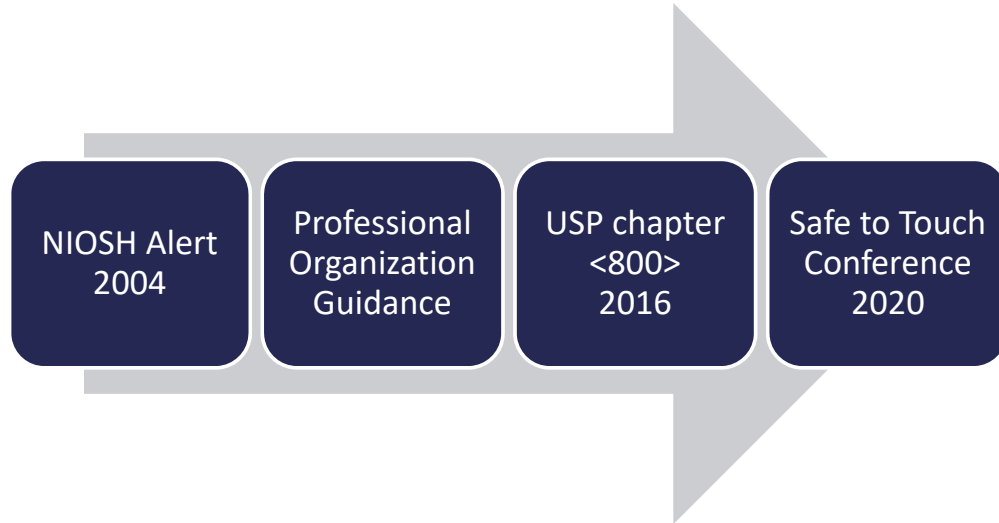 NIOSH Alert
2004
Professional
Organization
Guidance
USP chapter
<800>
2016
Safe to Touch
Conference
2020